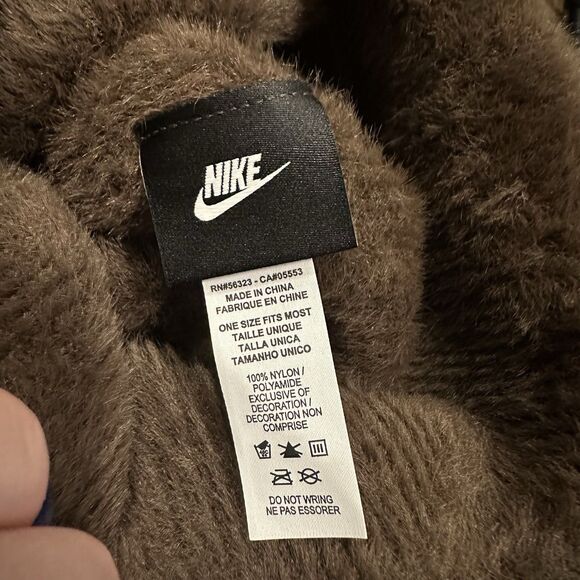 NIKE
RN#56323 - CA#05553
MADE IN CHINA
FABRIQUE EN CHINE
ONE SIZE FITS MOST
TAILLE UNIQUE
TALLA UNICA
TAMANHO UNICO
100% NYLON /
POLYAMIDE
EXCLUSIVE OF
DECORATION /
DECORATION NON
COMPRISE
DO NOT WRING
NE PAS ESSORER